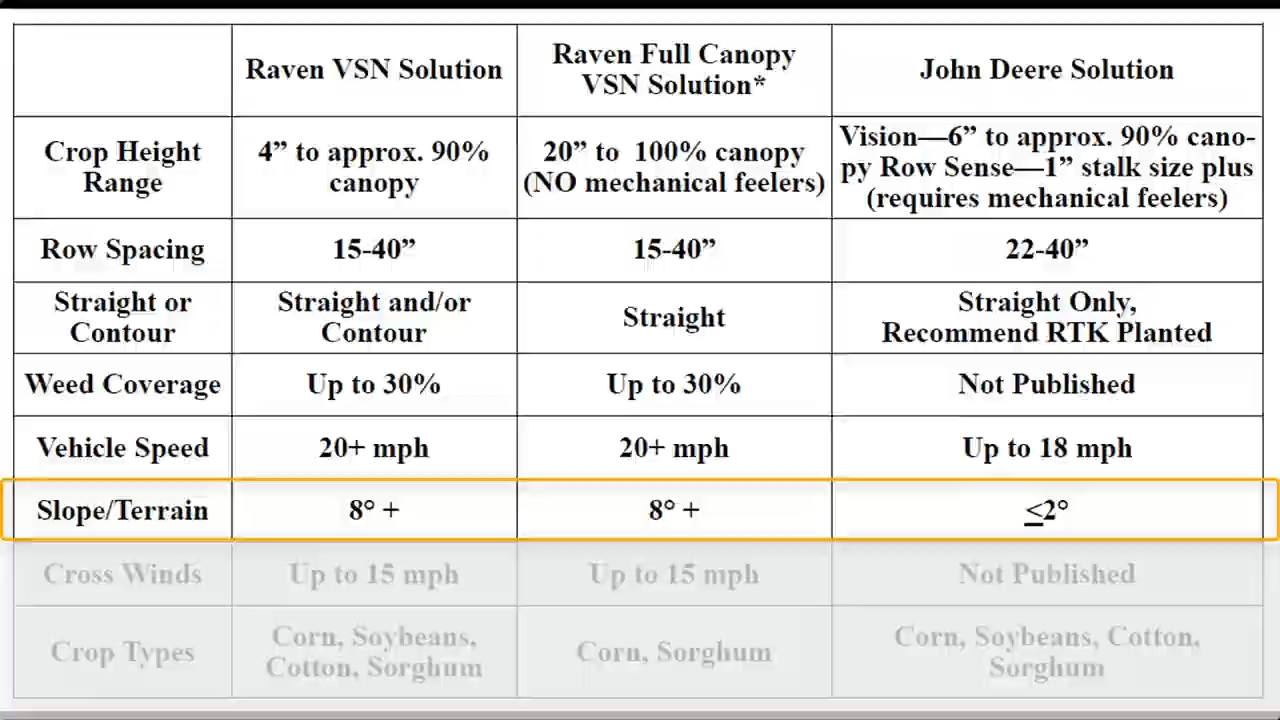 Raven VSN Solution
Raven Full Canopy
VSN Solution*
John Deere Solution
Crop Height
Range
4” to approx. 90%
canopy
20” to 100% canopy
(NO mechanical feelers)
Vision—6” to approx. 90% cano-
py Row Sense—1” stalk size plus
(requires mechanical feelers)
Row Spacing
15-40”
15-40”
22-40”
Straight or
Contour
Straight and/or
Contour
Straight
Straight Only,
Recommend RTK Planted
Weed Coverage
Up to 30%
Up to 30%
Not Published
Vehicle Speed
20+ mph
20+ mph
Up to 18 mph
Slope/Terrain
8° +
8° +
<2°
Cross Winds
Up to 15 mph
Up to 15 mph
Not Published
Crop Types
Corn, Soybeans,
Cotton, Sorghum
Corn, Sorghum
Corn, Soybeans, Cotton,
Sorghum